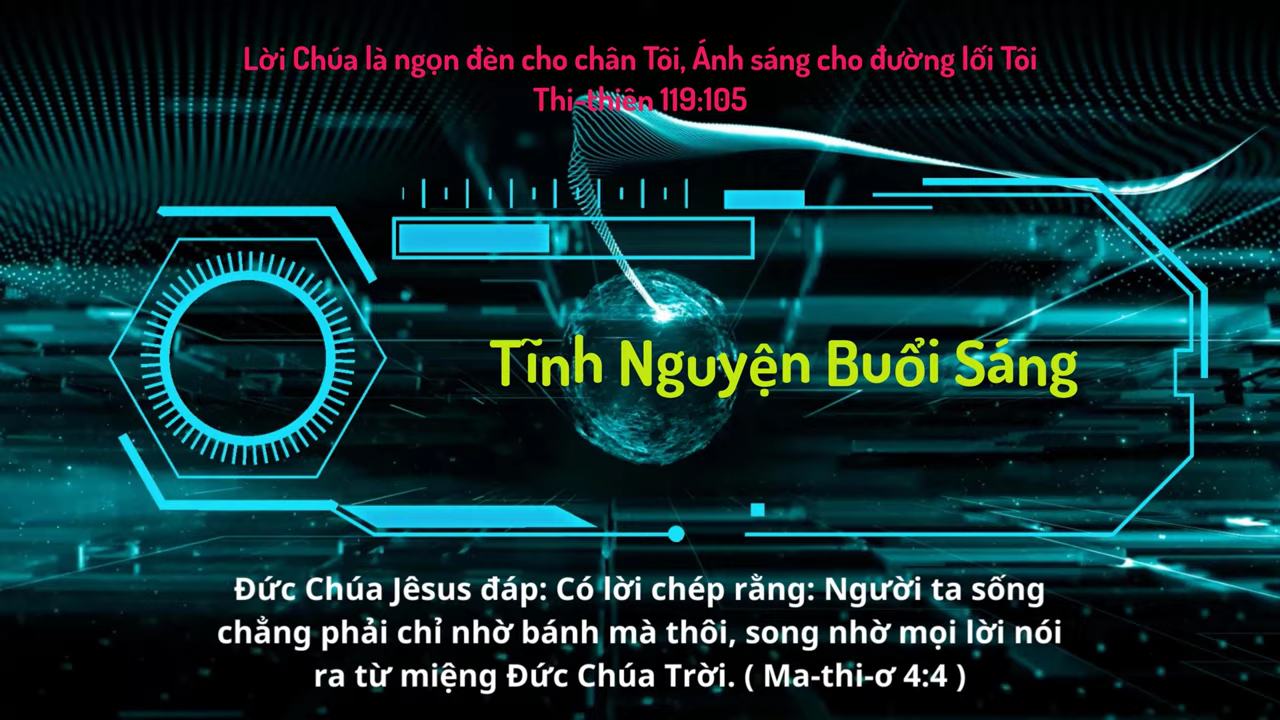 Lời Chúa là ngọn đèn cho chân Tôi, Ánh sáng cho đường lối Tôi
Thi-thiên 119:105
Tĩnh Nguyện Buổi Sáng
Đức Chúa Jêsus đáp: Có lời chép rằng: Người ta sống
chẳng phải chỉ nhờ bánh mà thôi, song nhờ mọi lời nói
ra từ miệng Đức Chúa Trời. ( Ma-thi-ơ 4:4 )